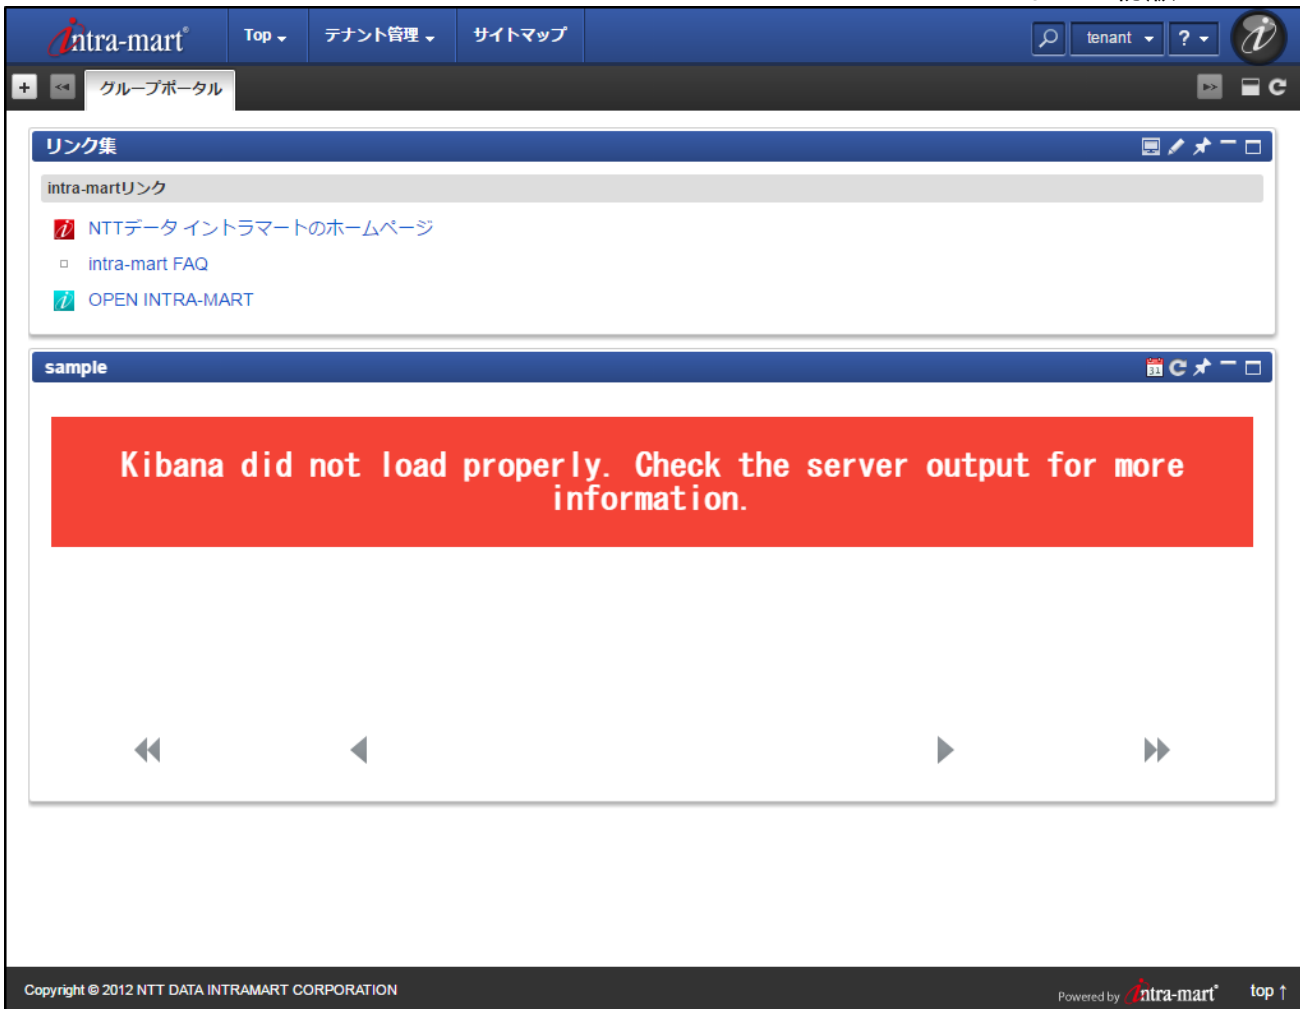 intra-mart®
Top
テナント管理
サイトマップ
tenant
?
+
グループポータル
リンク集
intra-martリンク
NTTデータ イントラマートのホームページ
intra-mart FAQ
OPEN INTRA-MART
sample
31
Kibana did not load properly. Check the server output for more
information.
Copyright © 2012 NTT DATA INTRAMART CORPORATION
Powered by intra-mart®
top ↑